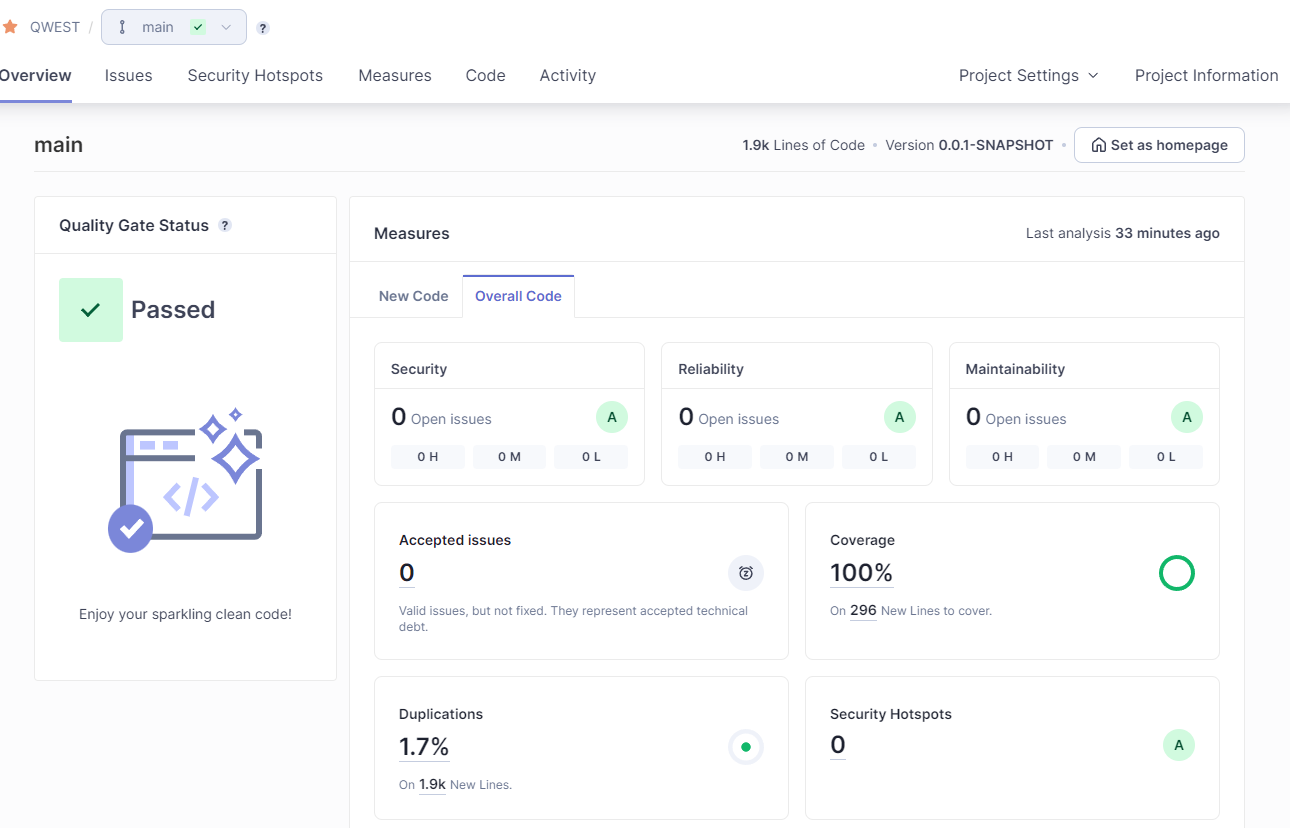 QWEST / main ?
Overview Issues Security Hotspots Measures Code Activity Project Settings Project Information
main
1.9k Lines of Code • Version 0.0.1-SNAPSHOT • Set as homepage
Quality Gate Status ?
Passed
Enjoy your sparkling clean code!
Measures
Last analysis 33 minutes ago
New Code Overall Code
Security
0 Open issues A
0 H 0 M 0 L
Reliability
0 Open issues A
0 H 0 M 0 L
Maintainability
0 Open issues A
0 H 0 M 0 L
Accepted issues
0
Valid issues, but not fixed. They represent accepted technical
debt.
Coverage
100%
On 296 New Lines to cover.
Duplications
1.7%
On 1.9k New Lines.
Security Hotspots
0 A